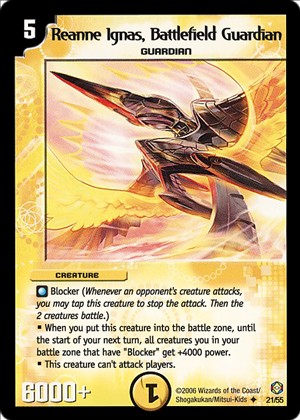 5
Reanne Ignas, Battlefield Guardian
GUARDIAN
CREATURE
Blocker (Whenever an opponent's creature attacks,
you may tap this creature to stop the attack. Then the
2 creatures battle.)
▪ When you put this creature into the battle zone, until
the start of your next turn, all creatures you in your
battle zone that have "Blocker" get +4000 power.
▪ This creature can't attack players.
6000+
1
©2006 Wizards of the Coast/
Shogakukan/Mitsui-Kids ♦ 21/55